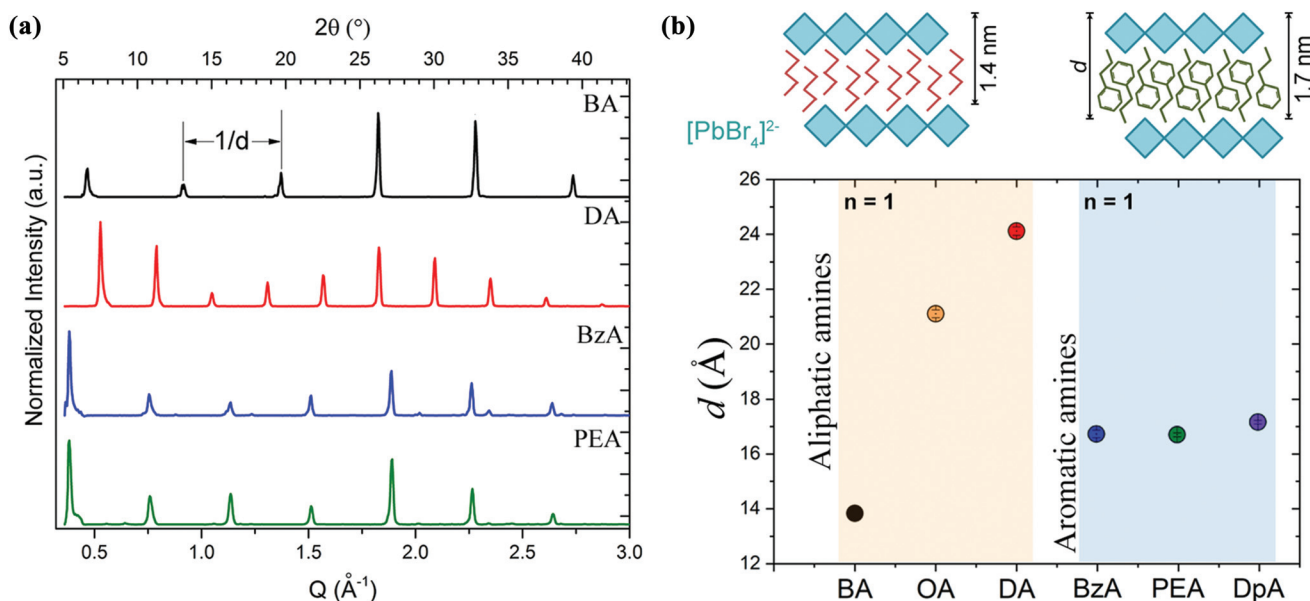 (a)
2θ (°)
5 10 15 20 25 30 35 40
BA
1/d
DA
BzA
PEA
Normalized Intensity (a.u.)
0.5 1.0 1.5 2.0 2.5 3.0
Q (Å⁻¹)
(b)
1.4 nm
d
1.7 nm
[PbBr₄]²⁻
26
24
22
20
18
16
14
12
d (Å)
n = 1
n = 1
Aliphatic amines
Aromatic amines
BA OA DA BzA PEA DpA